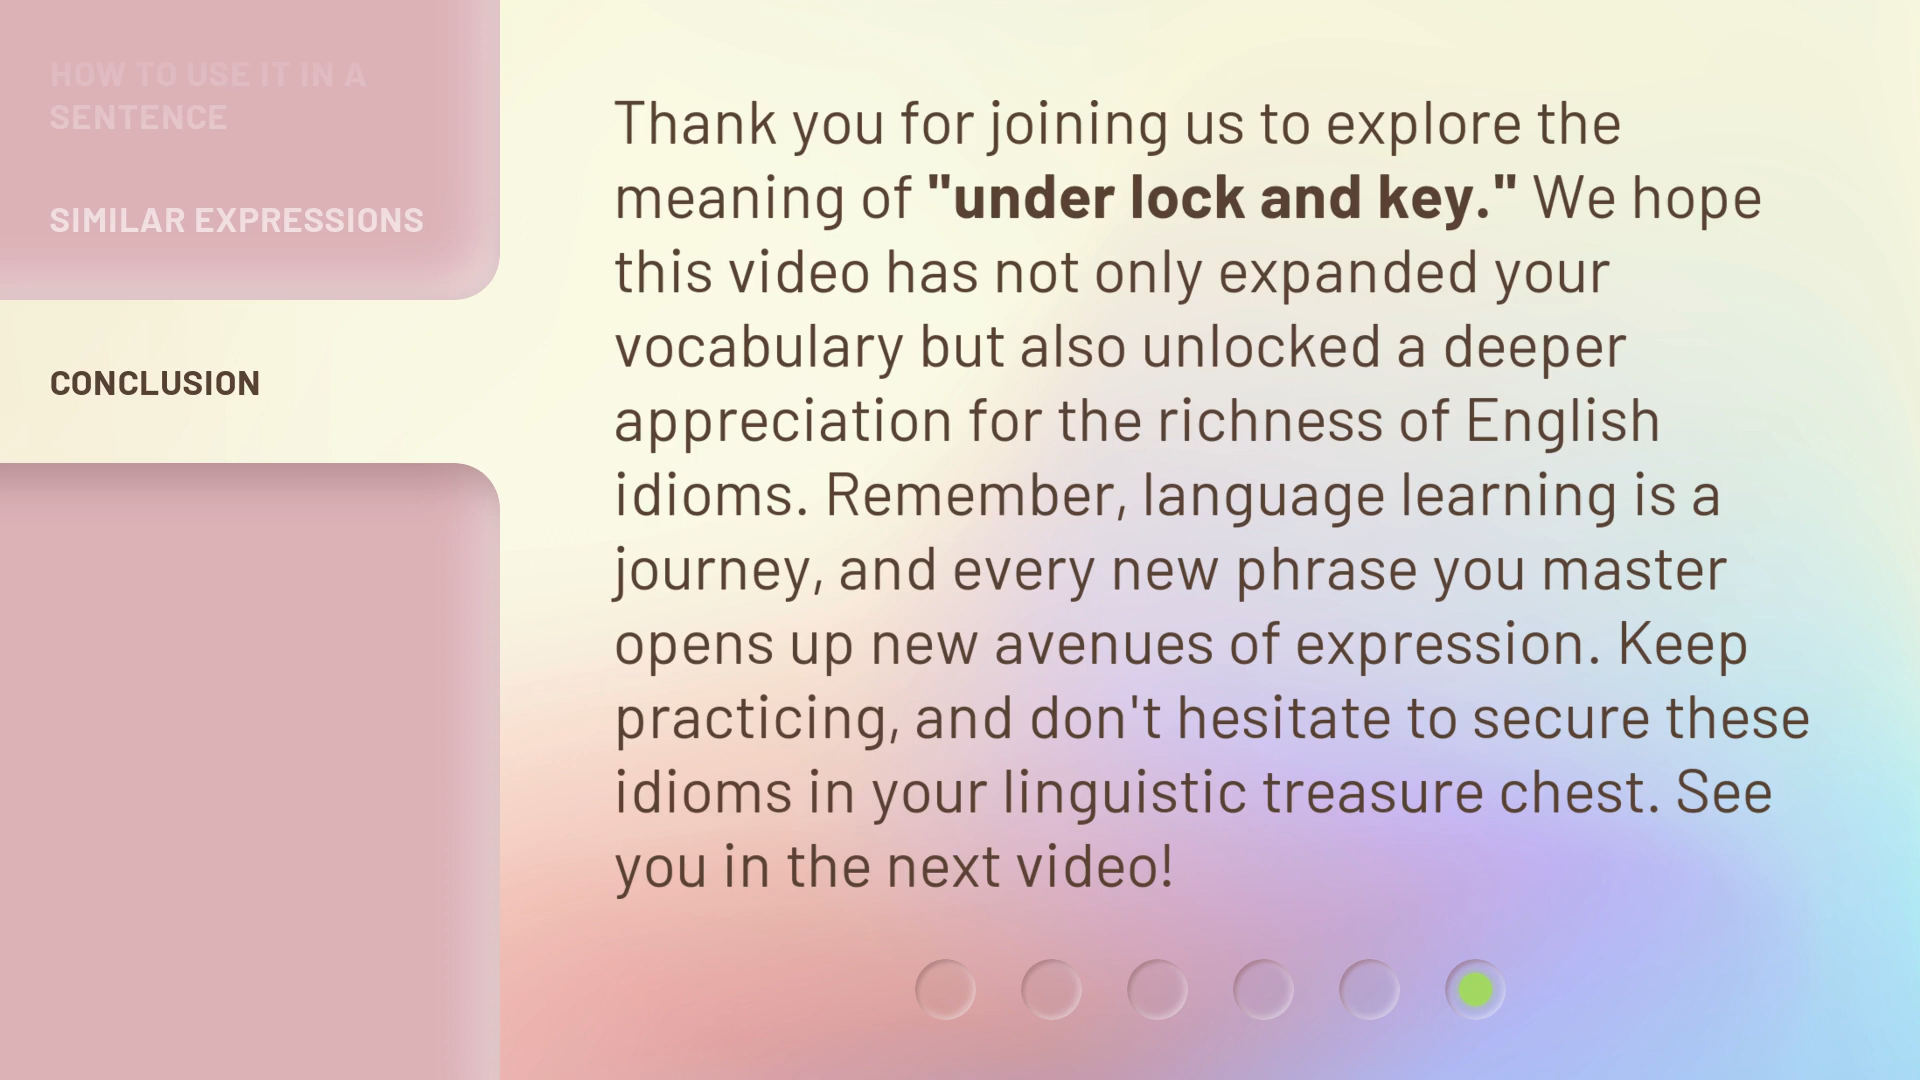 HOW TO USE IT IN A
SENTENCE
SIMILAR EXPRESSIONS
CONCLUSION
Thank you for joining us to explore the
meaning of "under lock and key." We hope
this video has not only expanded your
vocabulary but also unlocked a deeper
appreciation for the richness of English
idioms. Remember, language learning is a
journey, and every new phrase you master
opens up new avenues of expression. Keep
practicing, and don't hesitate to secure these
idioms in your linguistic treasure chest. See
you in the next video!